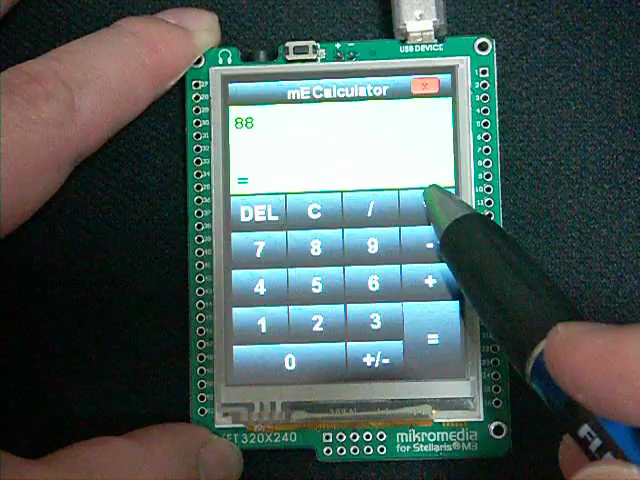 USB DEVICE
mECalculator
x
88
=
DEL C /
7 8 9 -
4 5 6 +
1 2 3 =
0 +/-
320X240
mikromedia
for Stellaris® M3